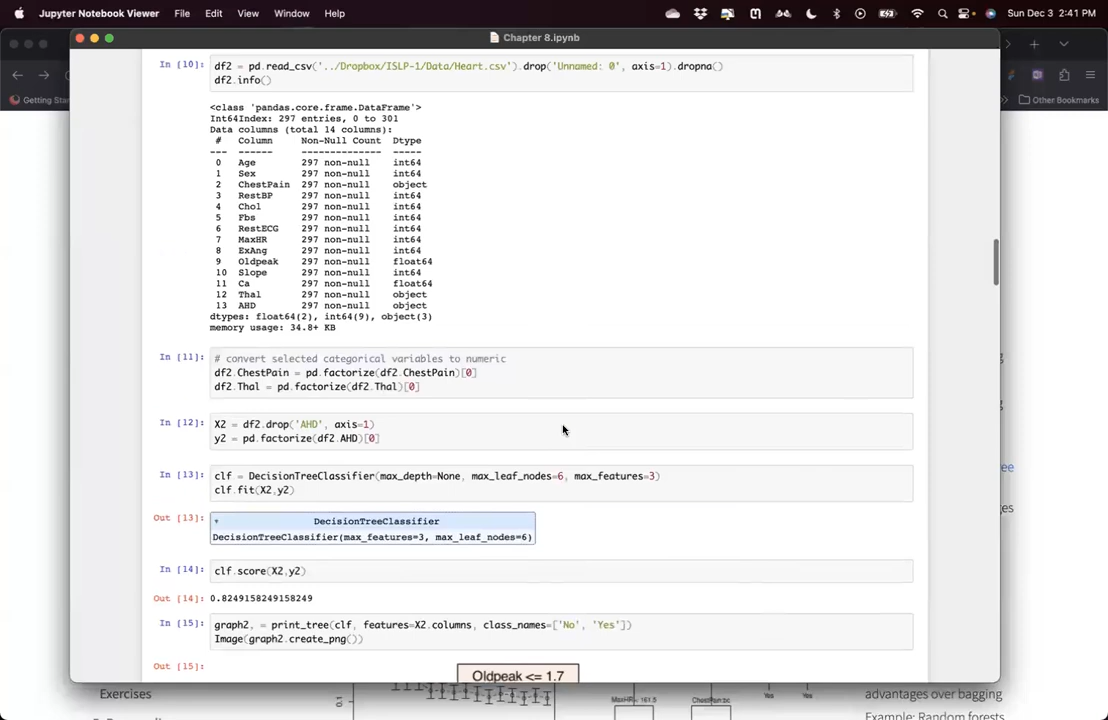 Jupyter Notebook Viewer File Edit View Window Help Sun Dec 3 2:41 PM
Chapter 8.ipynb
Getting Sta
Other Bookmarks
In [10]: df2 = pd.read_csv('../Dropbox/ISLP-1/Data/Heart.csv').drop('Unnamed: 0', axis=1).dropna()
df2.info()
<class 'pandas.core.frame.DataFrame'>
Int64Index: 297 entries, 0 to 301
Data columns (total 14 columns):
# Column Non-Null Count Dtype
--- ------ -------------- -----
0 Age 297 non-null int64
1 Sex 297 non-null int64
2 ChestPain 297 non-null object
3 RestBP 297 non-null int64
4 Chol 297 non-null int64
5 Fbs 297 non-null int64
6 RestECG 297 non-null int64
7 MaxHR 297 non-null int64
8 ExAng 297 non-null int64
9 Oldpeak 297 non-null float64
10 Slope 297 non-null int64
11 Ca 297 non-null float64
12 Thal 297 non-null object
13 AHD 297 non-null object
dtypes: float64(2), int64(9), object(3)
memory usage: 34.8+ KB
In [11]: # convert selected categorical variables to numeric
df2.ChestPain = pd.factorize(df2.ChestPain)[0]
df2.Thal = pd.factorize(df2.Thal)[0]
In [12]: X2 = df2.drop('AHD', axis=1)
y2 = pd.factorize(df2.AHD)[0]
In [13]: clf = DecisionTreeClassifier(max_depth=None, max_leaf_nodes=6, max_features=3)
clf.fit(X2,y2)
Out [13]: DecisionTreeClassifier
DecisionTreeClassifier(max_features=3, max_leaf_nodes=6)
In [14]: clf.score(X2,y2)
Out [14]: 0.8249158249158249
In [15]: graph2, = print_tree(clf, features=X2.columns, class_names=['No', 'Yes'])
Image(graph2.create_png())
Out [15]:
Oldpeak <= 1.7
Exercises
0.1
MaxHR < 161.5
Yes Yes
advantages over bagging
Example: Random forests